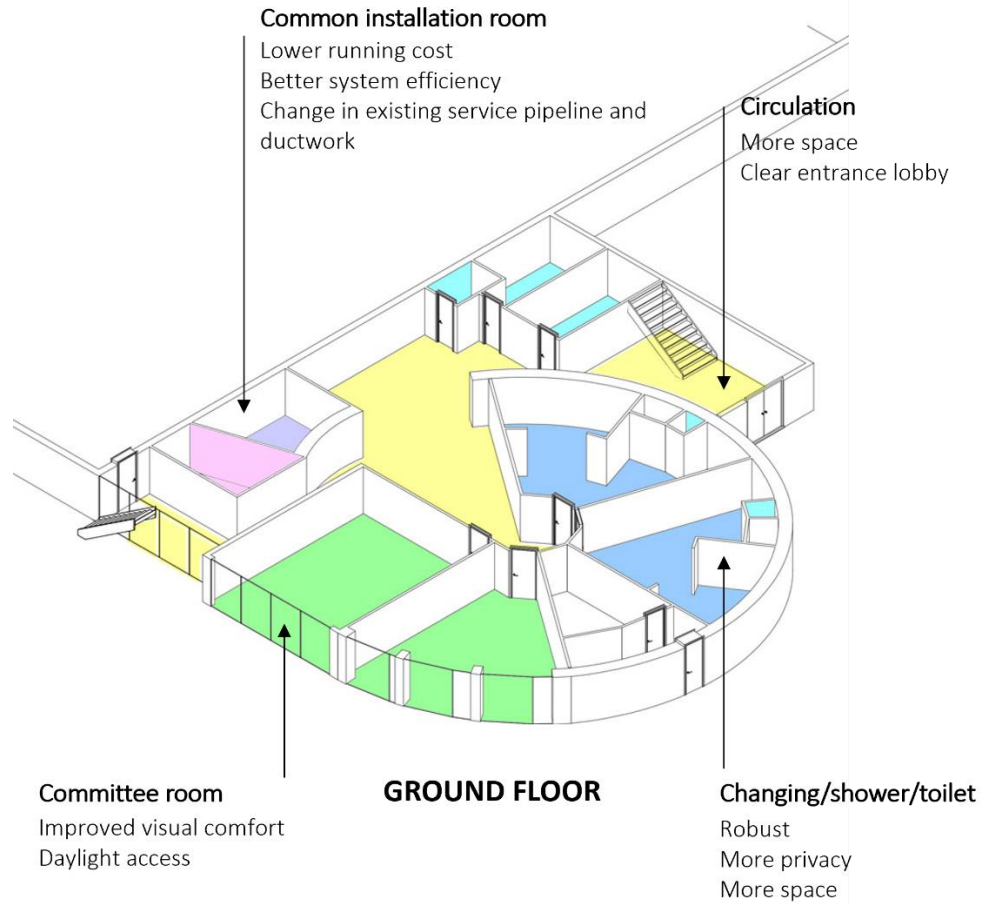 Common installation room
Lower running cost
Better system efficiency
Change in existing service pipeline and
ductwork
Circulation
More space
Clear entrance lobby
Committee room
Improved visual comfort
Daylight access
GROUND FLOOR
Changing/shower/toilet
Robust
More privacy
More space